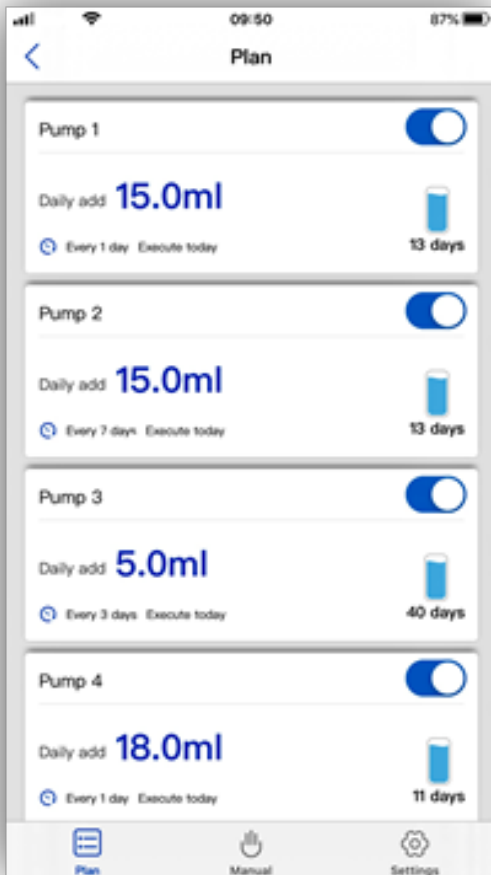 09:50
87%
Plan
Pump 1
Daily add 15.0ml
Every 1 day Execute today
13 days
Pump 2
Daily add 15.0ml
Every 7 days Execute today
13 days
Pump 3
Daily add 5.0ml
Every 3 days Execute today
40 days
Pump 4
Daily add 18.0ml
Every 1 day Execute today
11 days
Plan
Manual
Settings